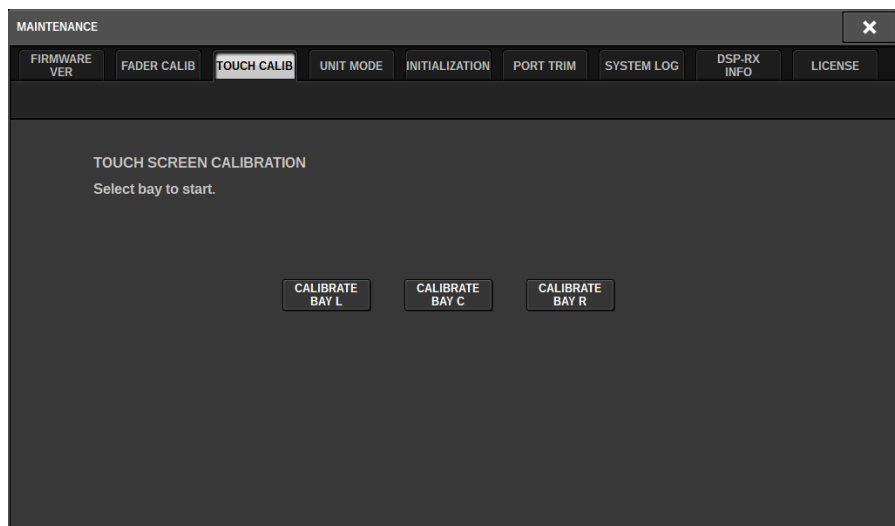 MAINTENANCE
FIRMWARE
VER
FADER CALIB
TOUCH CALIB
UNIT MODE
INITIALIZATION
PORT TRIM
SYSTEM LOG
DSP-RX
INFO
LICENSE
TOUCH SCREEN CALIBRATION
Select bay to start.
CALIBRATE
BAY L
CALIBRATE
BAY C
CALIBRATE
BAY R